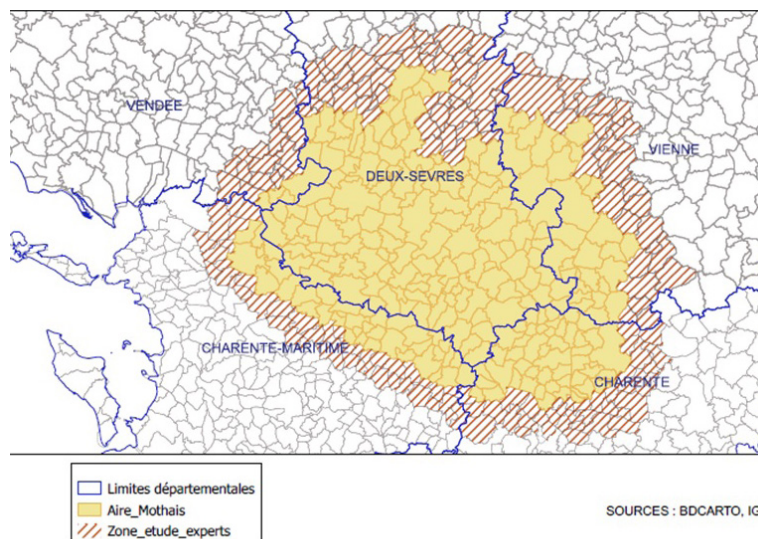 VENDEE
VIENNE
DEUX-SEVRES
CHARENTE-MARITIME
CHARENTE
Limites départementales
Aire_Mothais
Zone_etude_experts
SOURCES : BDCARTO, IG